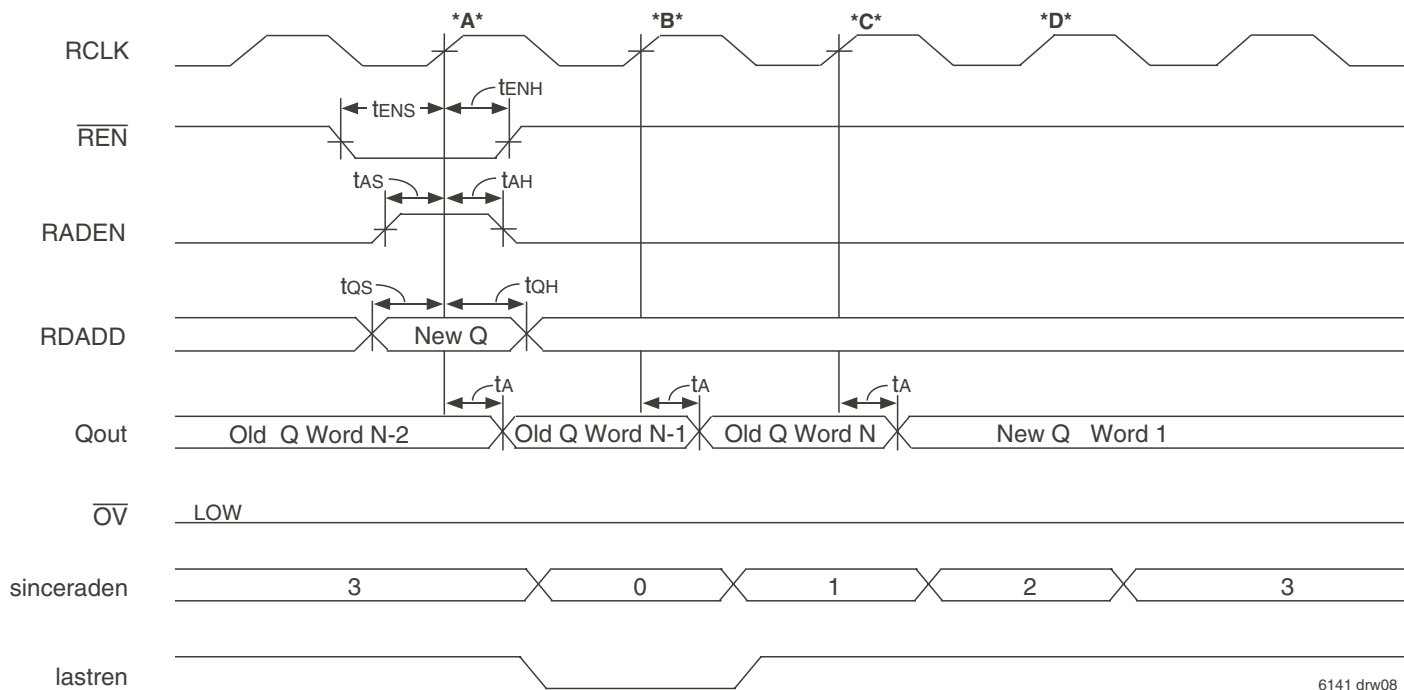 *A* *B* *C* *D*
RCLK
tENS tENH
REN
tAS tAH
RADEN
tQS tQH
RDADD New Q
tA tA tA
Qout Old Q Word N-2 Old Q Word N-1 Old Q Word N New Q Word 1
OV LOW
sinceraden 3 0 1 2 3
lastren
6141 drw08